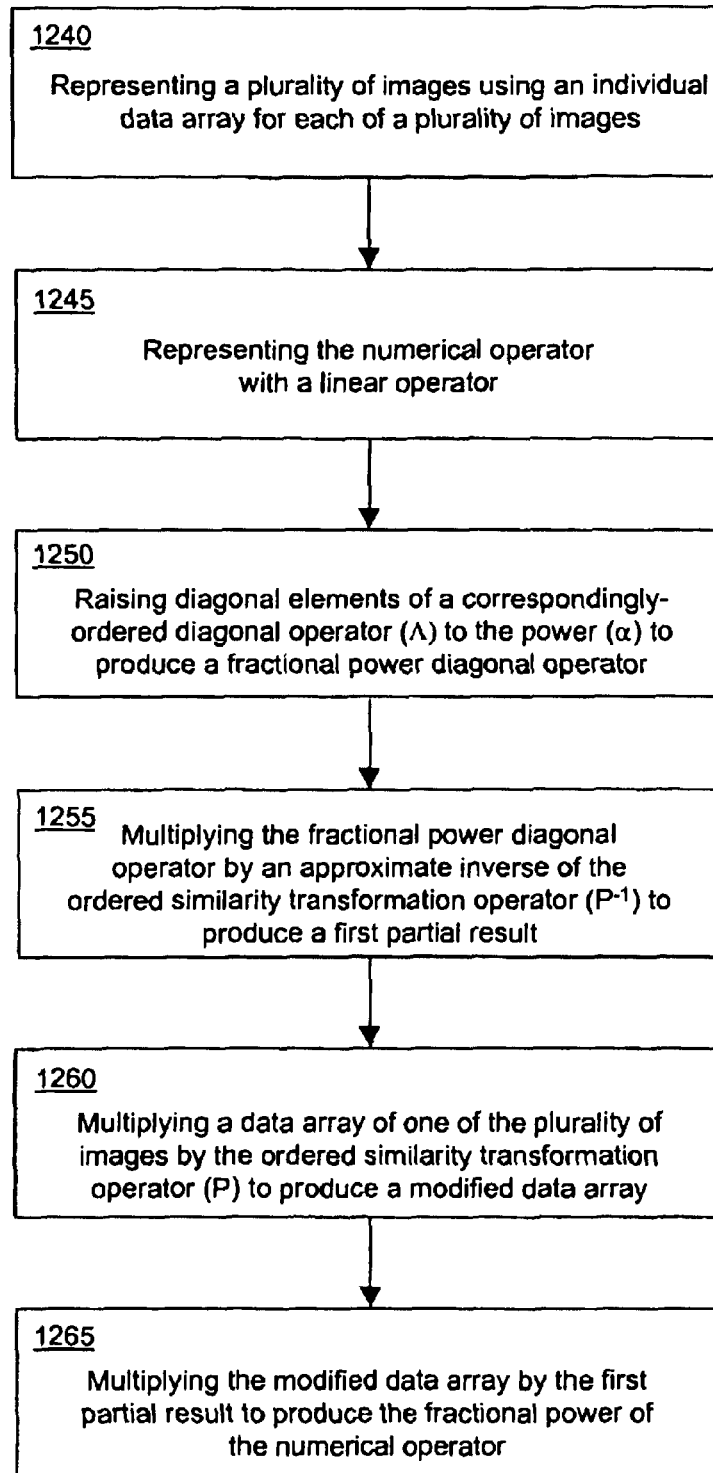 1240
Representing a plurality of images using an individual
data array for each of a plurality of images
1245
Representing the numerical operator
with a linear operator
1250
Raising diagonal elements of a correspondingly-
ordered diagonal operator (Λ) to the power (α) to
produce a fractional power diagonal operator
1255
Multiplying the fractional power diagonal
operator by an approximate inverse of the
ordered similarity transformation operator (P-1) to
produce a first partial result
1260
Multiplying a data array of one of the plurality of
images by the ordered similarity transformation
operator (P) to produce a modified data array
1265
Multiplying the modified data array by the first
partial result to produce the fractional power of
the numerical operator